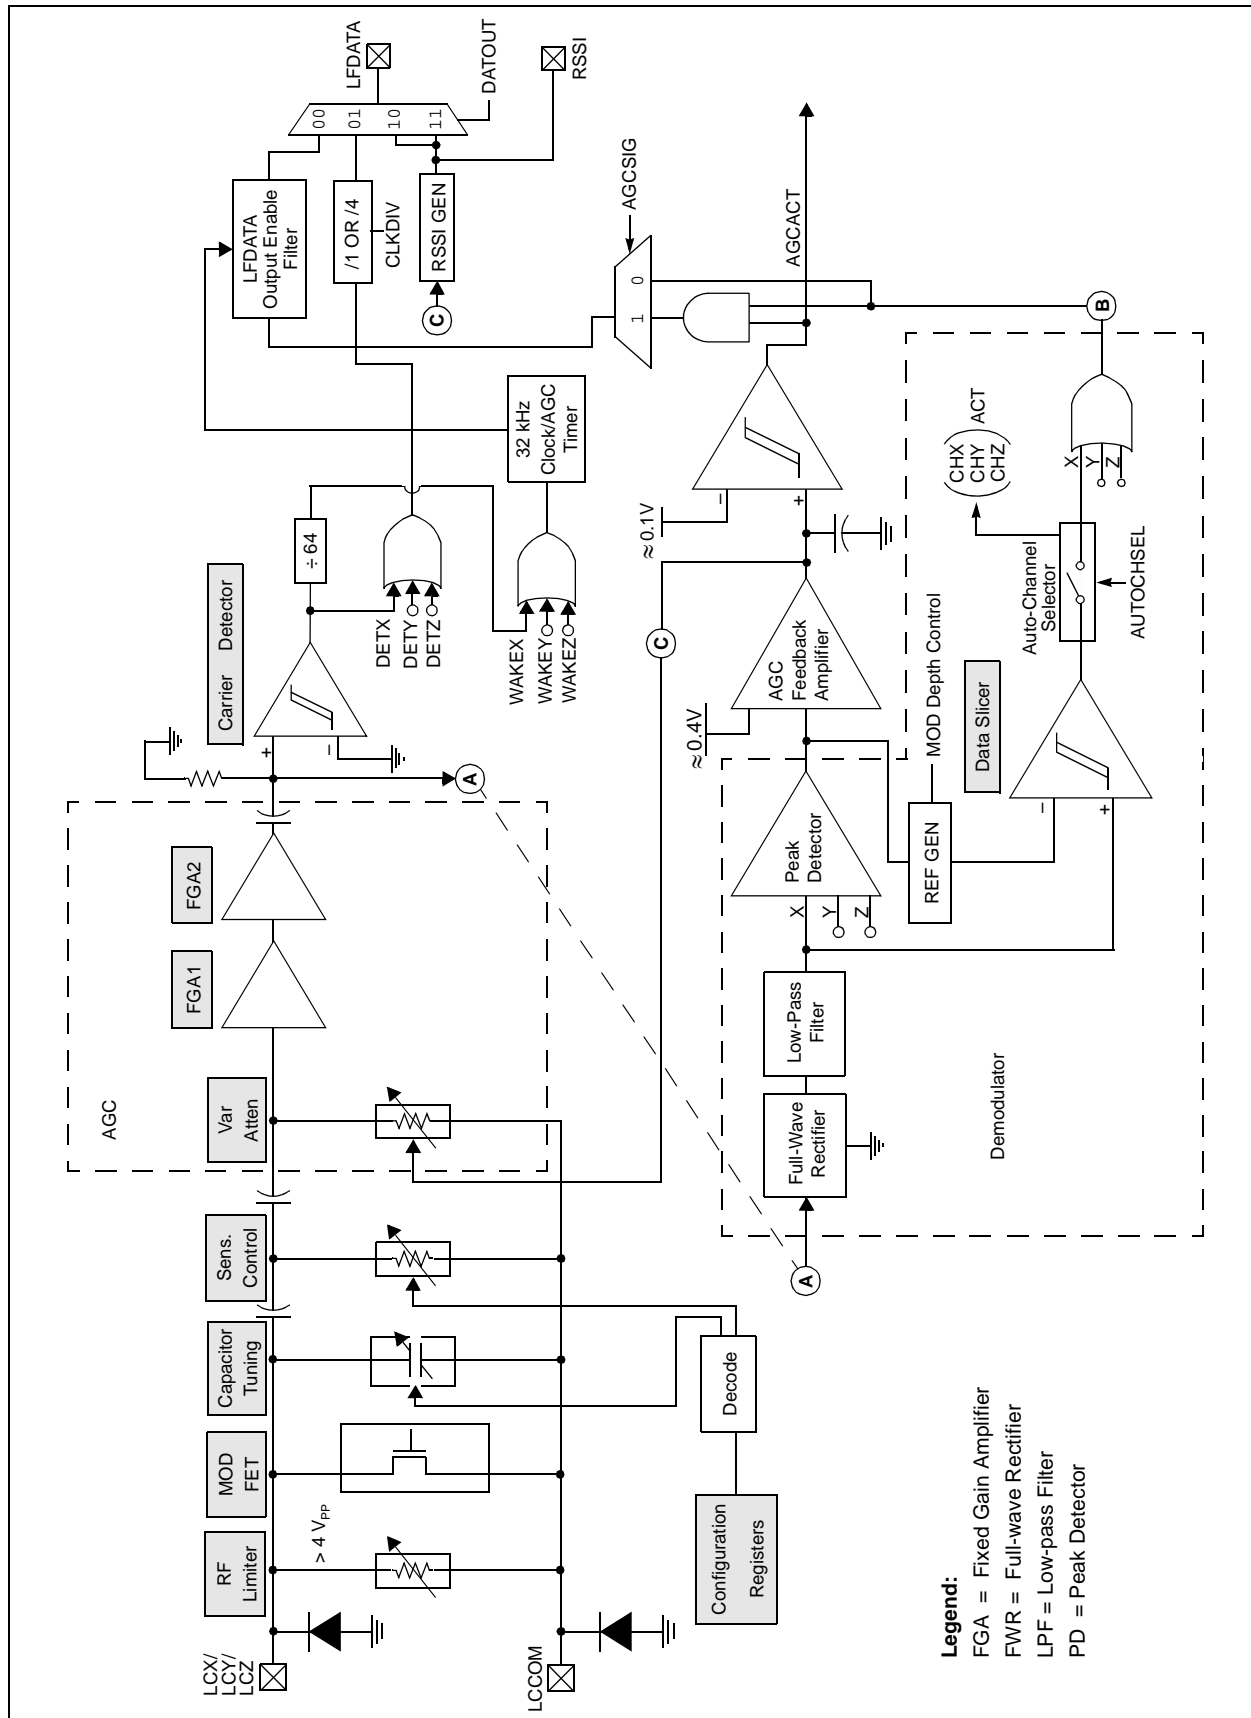 LCX/
LCY/
LCZ
LCCOM
RF
Limiter
> 4 VPP
MOD
FET
Capacitor
Tuning
Sens.
Control
AGC
Var
Atten
FGA1
FGA2
A
+
–
Carrier Detector
÷ 64
DETX
DETY
DETZ
WAKEX
WAKEY
WAKEZ
32 kHz
Clock/AGC
Timer
LFDATA
Output Enable
Filter
/1 OR /4
CLKDIV
C
RSSI GEN
00
01
10
11
LFDATA
DATOUT
RSSI
Configuration
Registers
Decode
A
Full-Wave
Rectifier
Low-Pass
Filter
X
Y
Z
Peak
Detector
Demodulator
C
≈ 0.4V
AGC
Feedback
Amplifier
≈ 0.1V
–
+
1
0
AGCSIG
AGCACT
REF GEN
MOD Depth Control
Data Slicer
–
+
Auto-Channel
Selector
AUTOCHSEL
CHX
CHY
CHZ
ACT
X
Y
Z
B
Legend:
FGA = Fixed Gain Amplifier
FWR = Full-wave Rectifier
LPF = Low-pass Filter
PD = Peak Detector